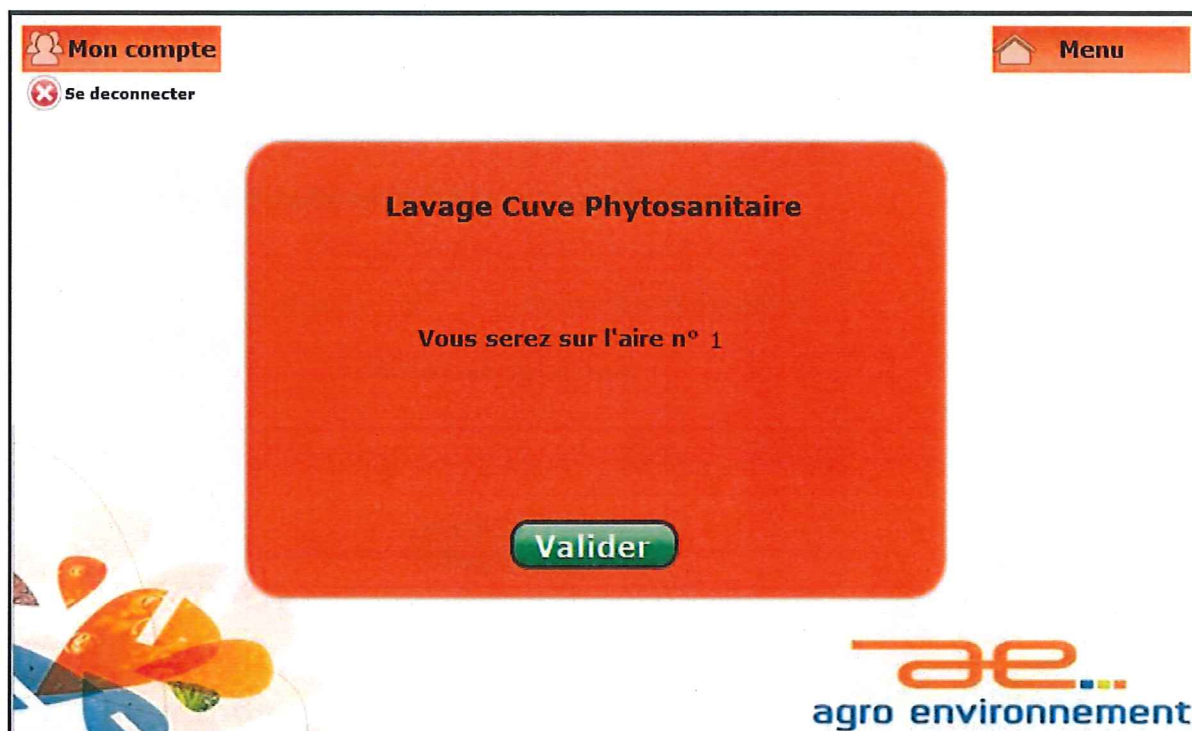 Mon compte
Menu
Se deconnecter
Lavage Cuve Phytosanitaire
Vous serez sur l'aire n° 1
Valider
ae...
agro environnement